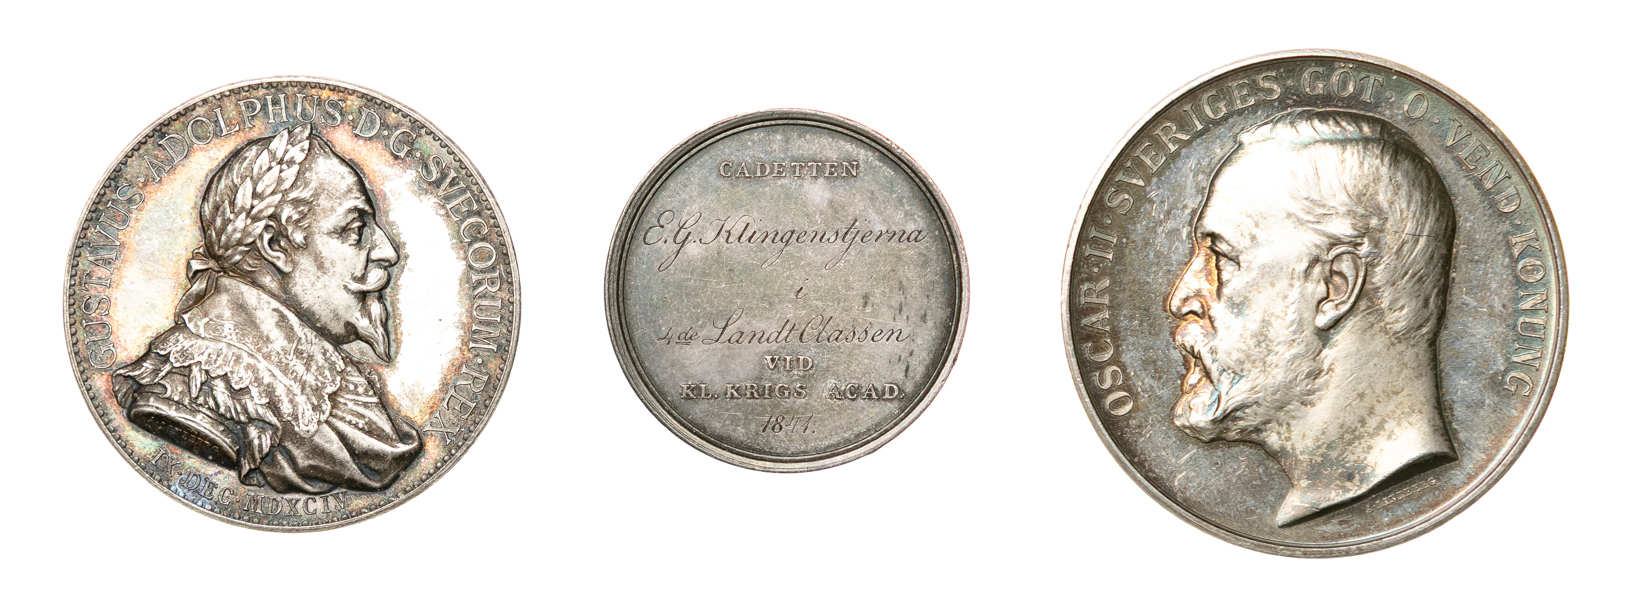 GUSTAVUS·ADOLPHUS·D·G·SVECORUM·REX
IX·DEC·MDXCIV
CADETTEN
E.G. Klingenstjerna
i
4de Landt Classen
VID
KL. KRIGS ACAD.
1841.
OSCAR·II·SVERIGES GÖT·O·VEND·KONUNG